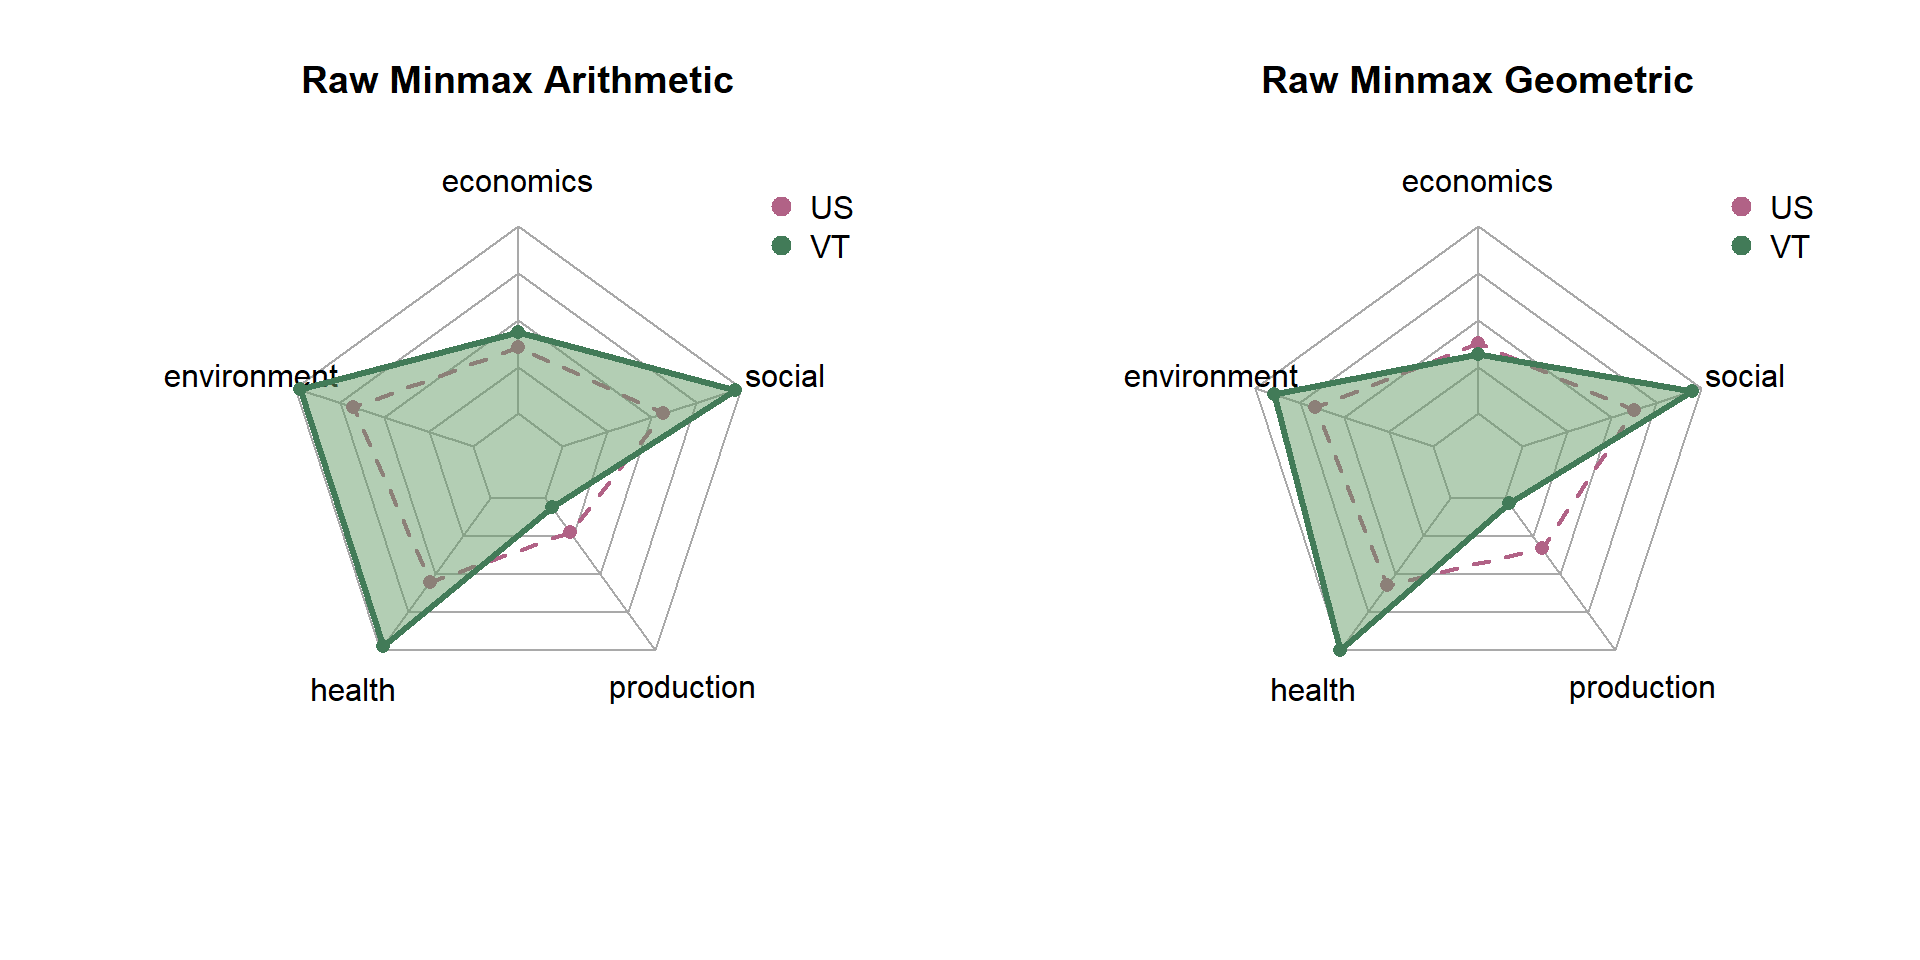 Raw Minmax Arithmetic
economics
US
VT
environment
social
health
production
Raw Minmax Geometric
economics
US
VT
environment
social
health
production